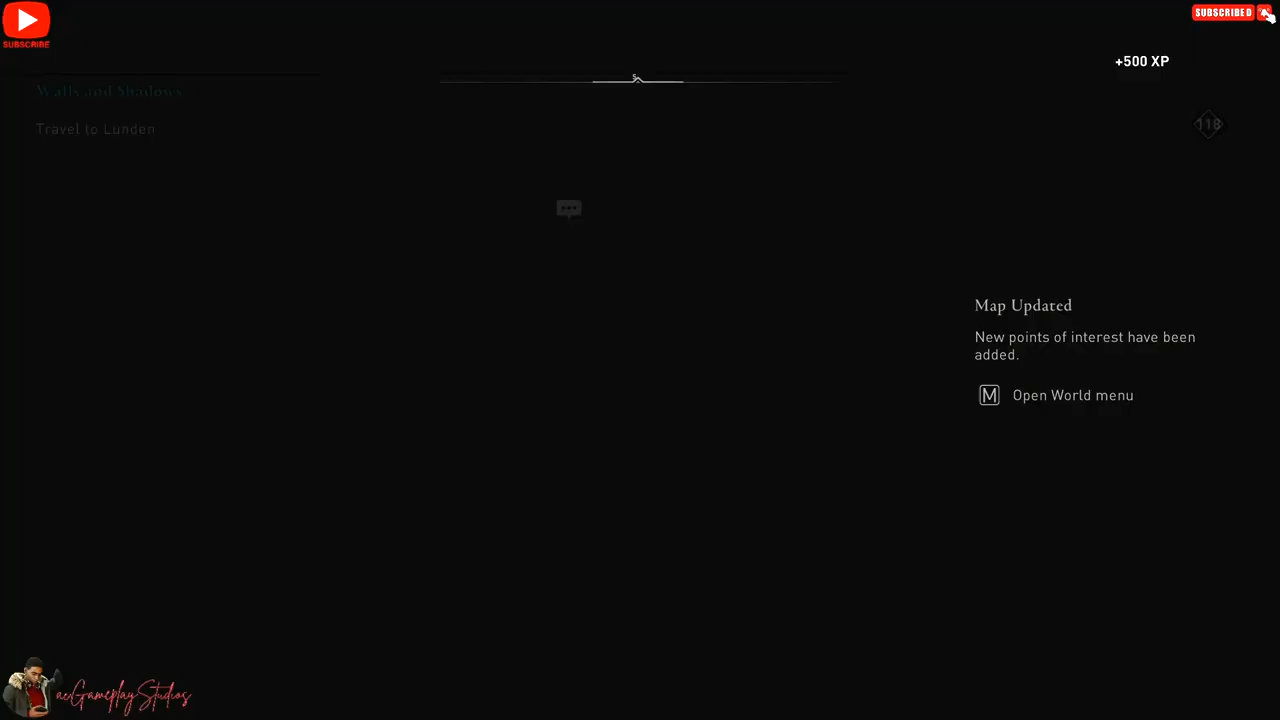 SUBSCRIBE
SUBSCRIBED
+500 XP
S
Walls and Shadows
Travel to Lunden
118
Map Updated
New points of interest have been
added.
M Open World menu
acGameplayStudios